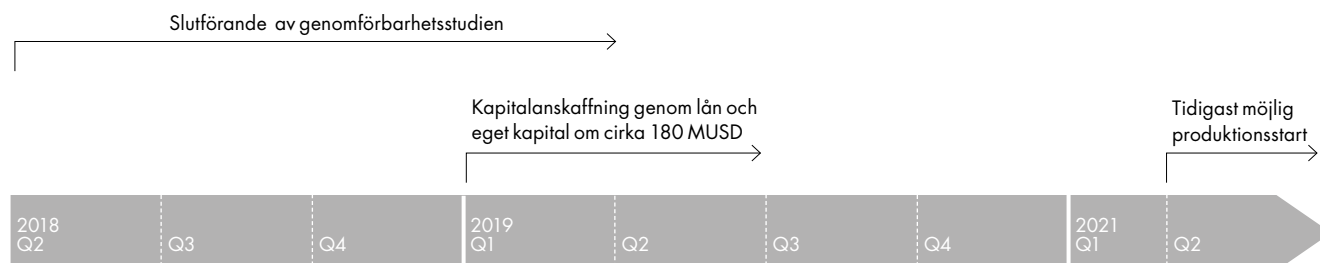 Slutförande av genomförbarhetsstudien
Kapitalanskaffning genom lån och
eget kapital om cirka 180 MUSD
Tidigast möjlig
produktionsstart
2018
Q2
Q3
Q4
2019
Q1
Q2
Q3
Q4
2021
Q1
Q2